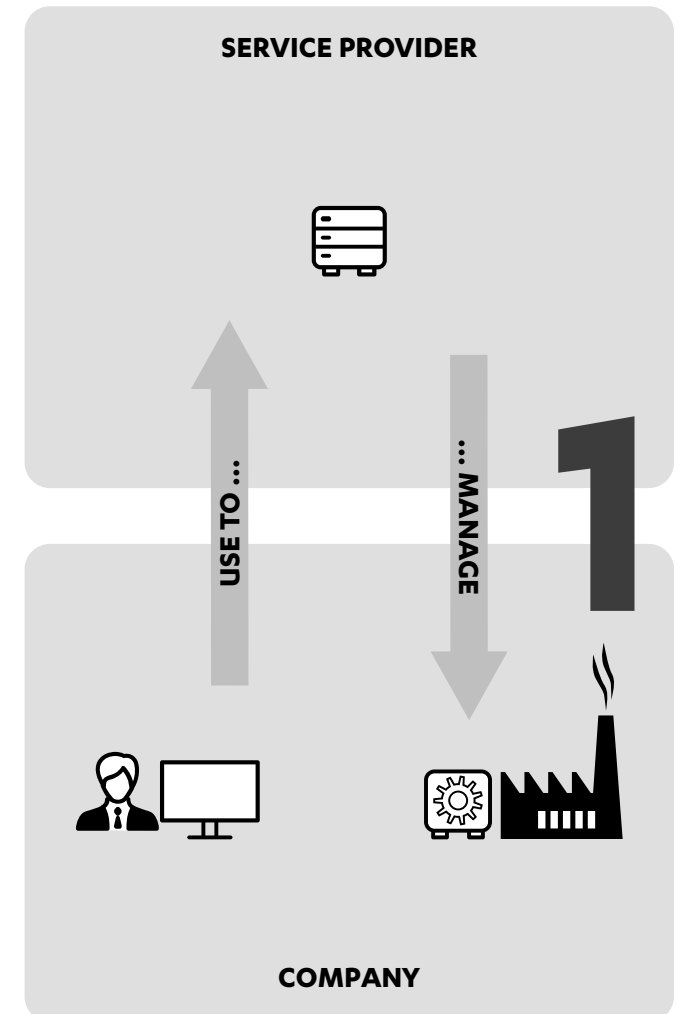 SERVICE PROVIDER
USE TO ...
... MANAGE
1
COMPANY